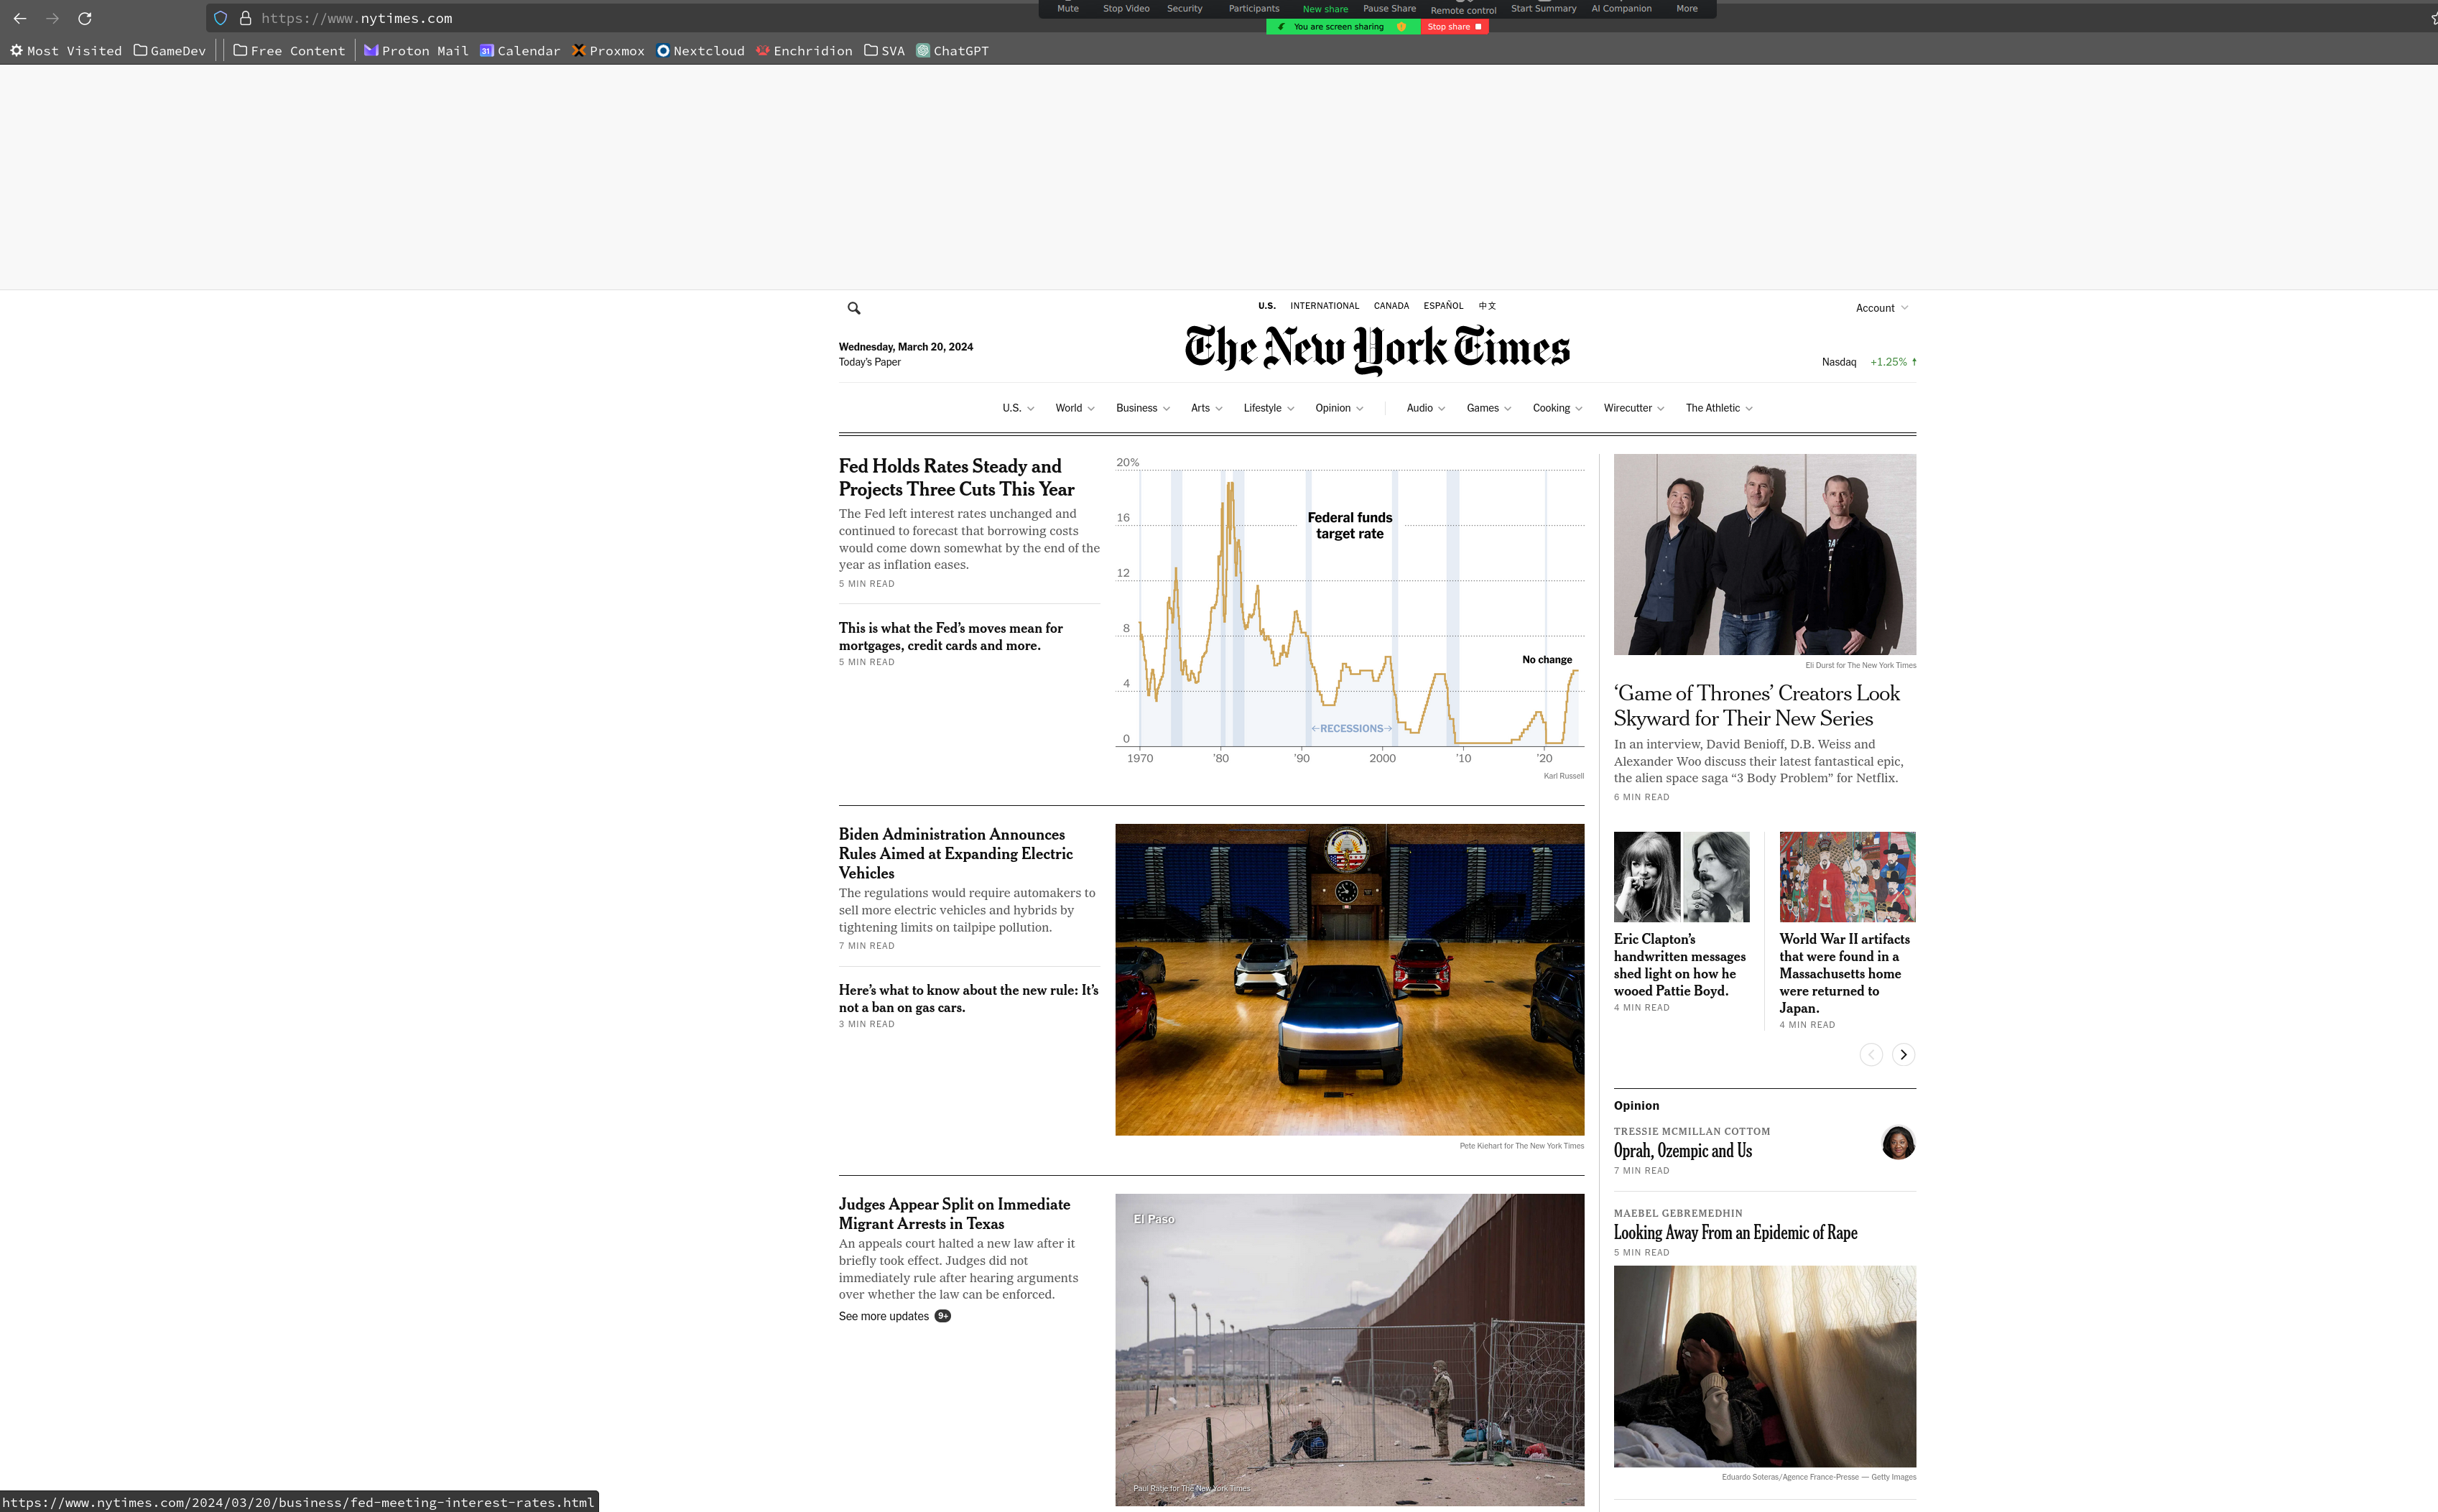 https://www.nytimes.com
Mute
Stop Video
Security
Participants
New share
Pause Share
Remote control
Start Summary
AI Companion
More
You are screen sharing
Stop share
Most Visited
GameDev
Free Content
Proton Mail
31
Calendar
Proxmox
Nextcloud
Enchridion
SVA
ChatGPT
U.S. INTERNATIONAL CANADA ESPAÑOL 中文
Account
The New York Times
Wednesday, March 20, 2024
Today's Paper
Nasdaq +1.25%
U.S. World Business Arts Lifestyle Opinion Audio Games Cooking Wirecutter The Athletic
Fed Holds Rates Steady and
Projects Three Cuts This Year
The Fed left interest rates unchanged and
continued to forecast that borrowing costs
would come down somewhat by the end of the
year as inflation eases.
5 MIN READ
This is what the Fed's moves mean for
mortgages, credit cards and more.
5 MIN READ
20%
16
12
8
4
0
Federal funds
target rate
No change
←RECESSIONS→
1970 '80 '90 2000 '10 '20
Karl Russell
Biden Administration Announces
Rules Aimed at Expanding Electric
Vehicles
The regulations would require automakers to
sell more electric vehicles and hybrids by
tightening limits on tailpipe pollution.
7 MIN READ
Here's what to know about the new rule: It's
not a ban on gas cars.
3 MIN READ
Pete Kiehart for The New York Times
Judges Appear Split on Immediate
Migrant Arrests in Texas
An appeals court halted a new law after it
briefly took effect. Judges did not
immediately rule after hearing arguments
over whether the law can be enforced.
See more updates 9+
El Paso
Paul Ratje for The New York Times
Eli Durst for The New York Times
‘Game of Thrones’ Creators Look
Skyward for Their New Series
In an interview, David Benioff, D.B. Weiss and
Alexander Woo discuss their latest fantastical epic,
the alien space saga “3 Body Problem” for Netflix.
6 MIN READ
Eric Clapton's
handwritten messages
shed light on how he
wooed Pattie Boyd.
4 MIN READ
World War II artifacts
that were found in a
Massachusetts home
were returned to
Japan.
4 MIN READ
Opinion
TRESSIE MCMILLAN COTTOM
Oprah, Ozempic and Us
7 MIN READ
MAEBEL GEBREMEDHIN
Looking Away From an Epidemic of Rape
5 MIN READ
Eduardo Soteras/Agence France-Presse — Getty Images
https://www.nytimes.com/2024/03/20/business/fed-meeting-interest-rates.html